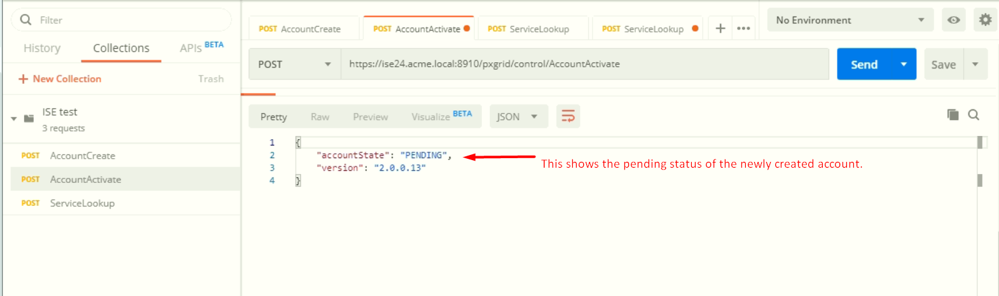 Filter
History Collections APIs BETA
+ New Collection Trash
ISE test
3 requests
POST AccountCreate
POST AccountActivate
POST ServiceLookup
POST AccountCreate POST AccountActivate POST ServiceLookup POST ServiceLookup + ••• No Environment
POST https://ise24.acme.local:8910/pxgrid/control/AccountActivate Send Save
Pretty Raw Preview Visualize BETA JSON
1 {
2 "accountState": "PENDING",
3 "version": "2.0.0.13"
4 }
This shows the pending status of the newly created account.